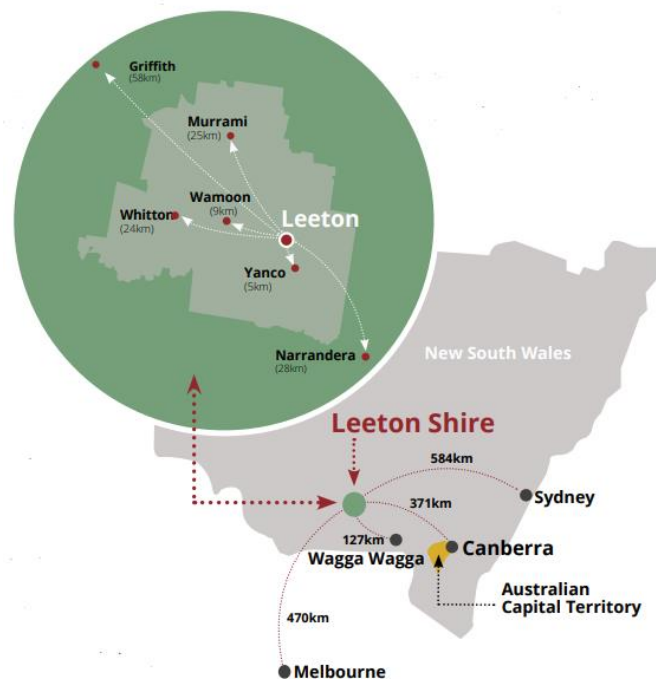 Griffith
(58km)
Murrami
(25km)
Wamoon
(9km)
Whitton
(24km)
Leeton
Yanco
(5km)
Narrandera
(28km)
New South Wales
Leeton Shire
584km
Sydney
371km
127km
Canberra
Wagga Wagga
Australian
Capital Territory
470km
Melbourne